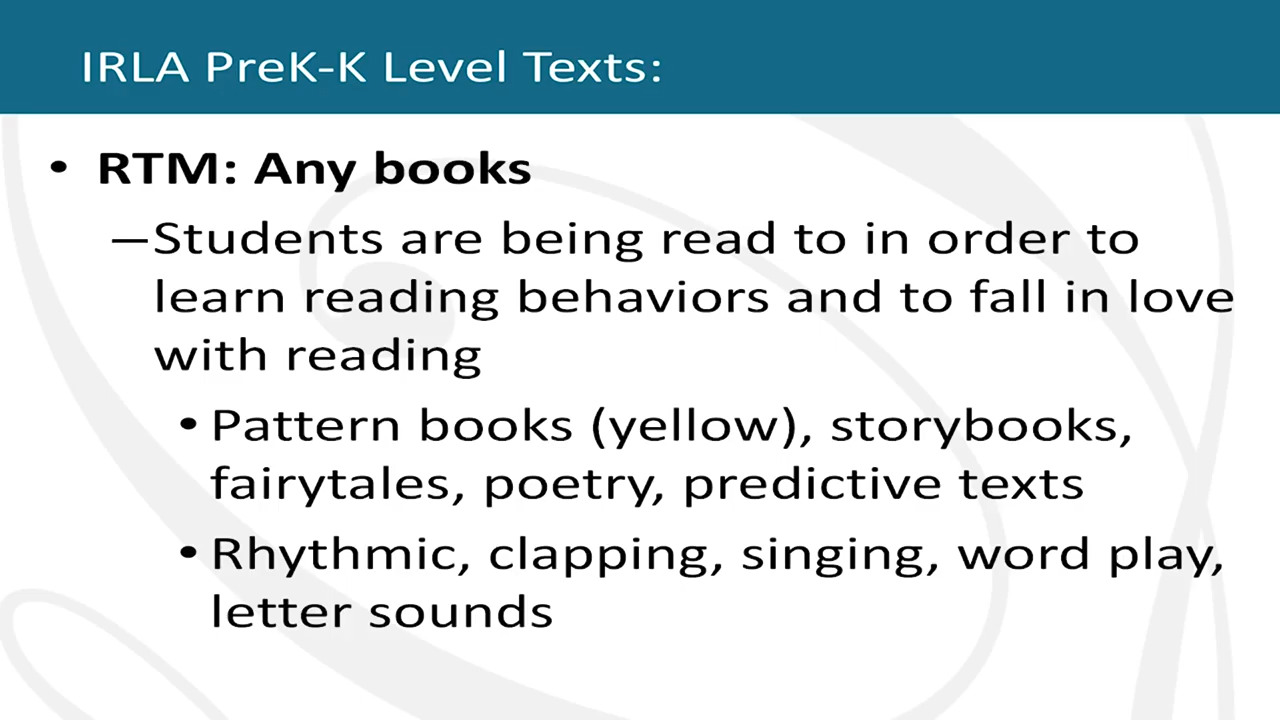 IRLA PreK-K Level Texts:
• RTM: Any books
–Students are being read to in order to
learn reading behaviors and to fall in love
with reading
• Pattern books (yellow), storybooks,
fairytales, poetry, predictive texts
• Rhythmic, clapping, singing, word play,
letter sounds